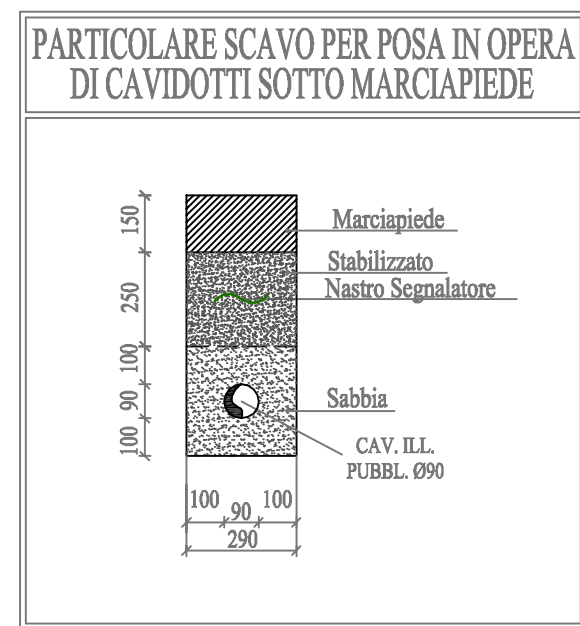 PARTICOLARE SCAVO PER POSA IN OPERA
DI CAVIDOTTI SOTTO MARCIAPIEDE
150
250
100
90
100
Marciapiede
Stabilizzato
Nastro Segnalatore
Sabbia
CAV. ILL.
PUBBL. Ø90
100 90 100
290